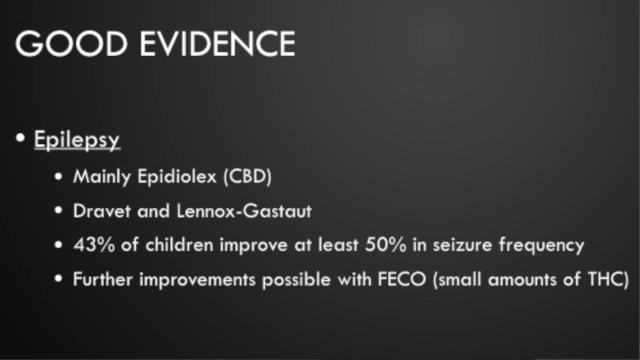 GOOD EVIDENCE
• Epilepsy
• Mainly Epidiolex (CBD)
• Dravet and Lennox-Gastaut
• 43% of children improve at least 50% in seizure frequency
• Further improvements possible with FECO (small amounts of THC)